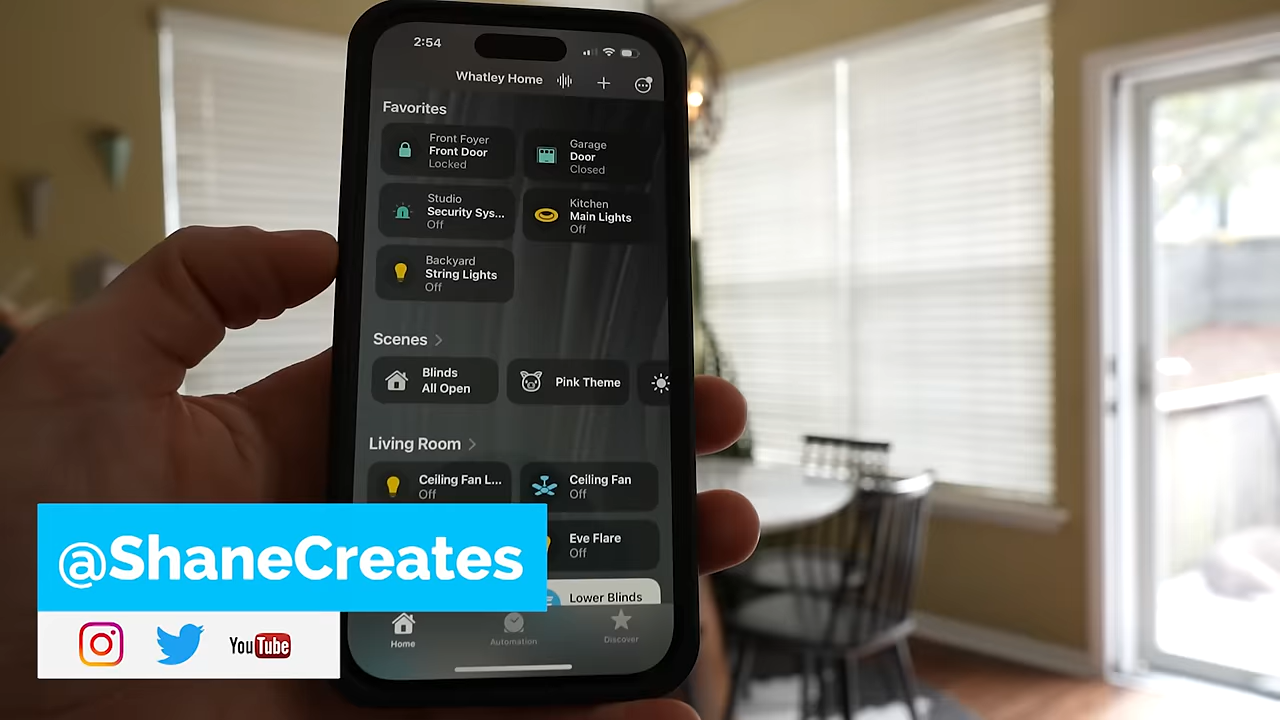 2:54
Whatley Home
Favorites
Front Foyer
Front Door
Locked
Garage
Door
Closed
Studio
Security Sys...
Off
Kitchen
Main Lights
Off
Backyard
String Lights
Off
Scenes >
Blinds
All Open
Pink Theme
Living Room >
Ceiling Fan L...
Off
Ceiling Fan
Off
Eve Flare
Off
Lower Blinds
Home
Automation
Discover
@ShaneCreates
YouTube